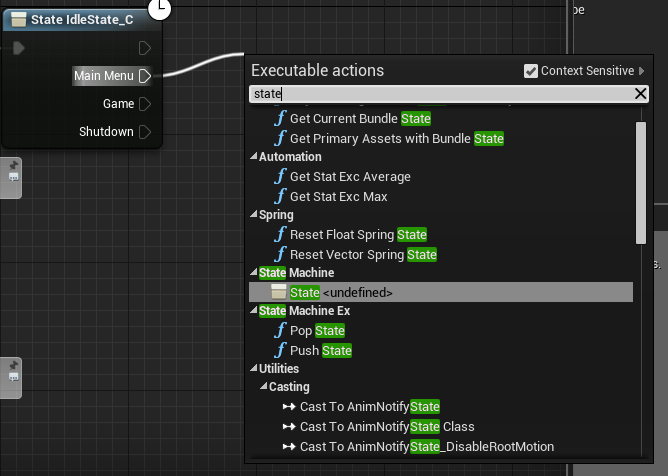 State IdleState_C
Main Menu
Game
Shutdown
Executable actions
Context Sensitive
state
Get Current Bundle State
Get Primary Assets with Bundle State
Automation
Get Stat Exc Average
Get Stat Exc Max
Spring
Reset Float Spring State
Reset Vector Spring State
State Machine
State <undefined>
State Machine Ex
Pop State
Push State
Utilities
Casting
Cast To AnimNotifyState
Cast To AnimNotifyState Class
Cast To AnimNotifyState_DisableRootMotion
pe
s.